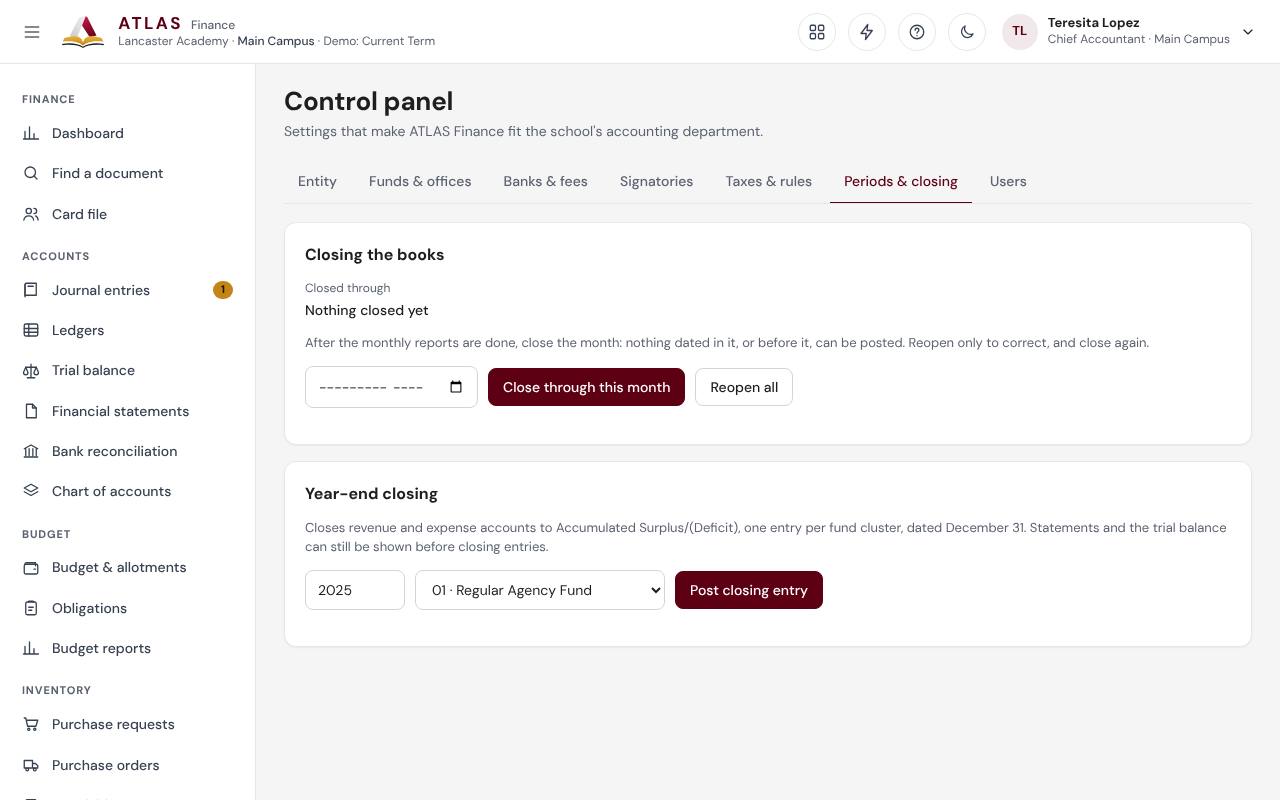 ATLAS Finance
Lancaster Academy · Main Campus · Demo: Current Term
TL
Teresita Lopez
Chief Accountant · Main Campus
FINANCE
Dashboard
Find a document
Card file
ACCOUNTS
Journal entries 1
Ledgers
Trial balance
Financial statements
Bank reconciliation
Chart of accounts
BUDGET
Budget & allotments
Obligations
Budget reports
INVENTORY
Purchase requests
Purchase orders
Control panel
Settings that make ATLAS Finance fit the school's accounting department.
Entity Funds & offices Banks & fees Signatories Taxes & rules Periods & closing Users
Closing the books
Closed through
Nothing closed yet
After the monthly reports are done, close the month: nothing dated in it, or before it, can be posted. Reopen only to correct, and close again.
--------- ---- Close through this month Reopen all
Year-end closing
Closes revenue and expense accounts to Accumulated Surplus/(Deficit), one entry per fund cluster, dated December 31. Statements and the trial balance
can still be shown before closing entries.
2025 01 · Regular Agency Fund Post closing entry